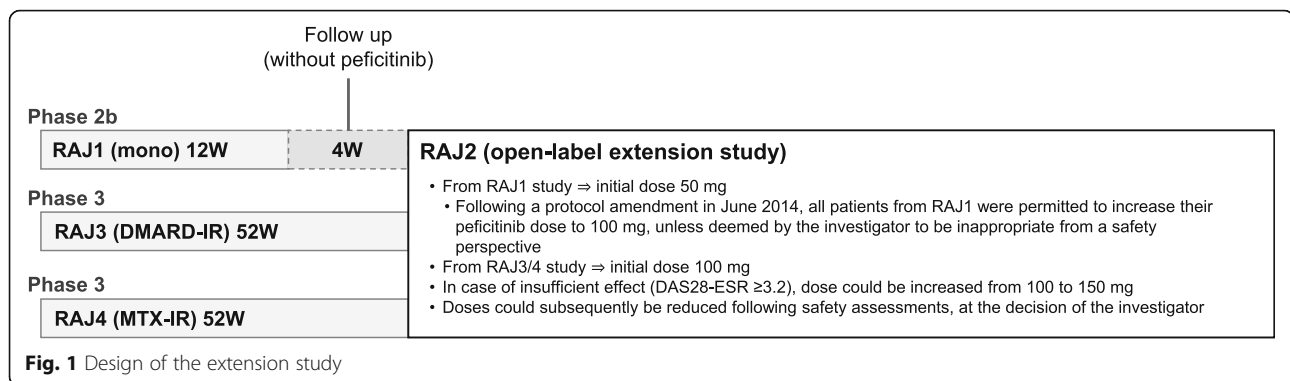 Follow up
(without peficitinib)
Phase 2b
RAJ1 (mono) 12W
4W
Phase 3
RAJ3 (DMARD-IR) 52W
Phase 3
RAJ4 (MTX-IR) 52W
RAJ2 (open-label extension study)
• From RAJ1 study ⇒ initial dose 50 mg
• Following a protocol amendment in June 2014, all patients from RAJ1 were permitted to increase their
peficitinib dose to 100 mg, unless deemed by the investigator to be inappropriate from a safety
perspective
• From RAJ3/4 study ⇒ initial dose 100 mg
• In case of insufficient effect (DAS28-ESR ≥3.2), dose could be increased from 100 to 150 mg
• Doses could subsequently be reduced following safety assessments, at the decision of the investigator
Fig. 1 Design of the extension study